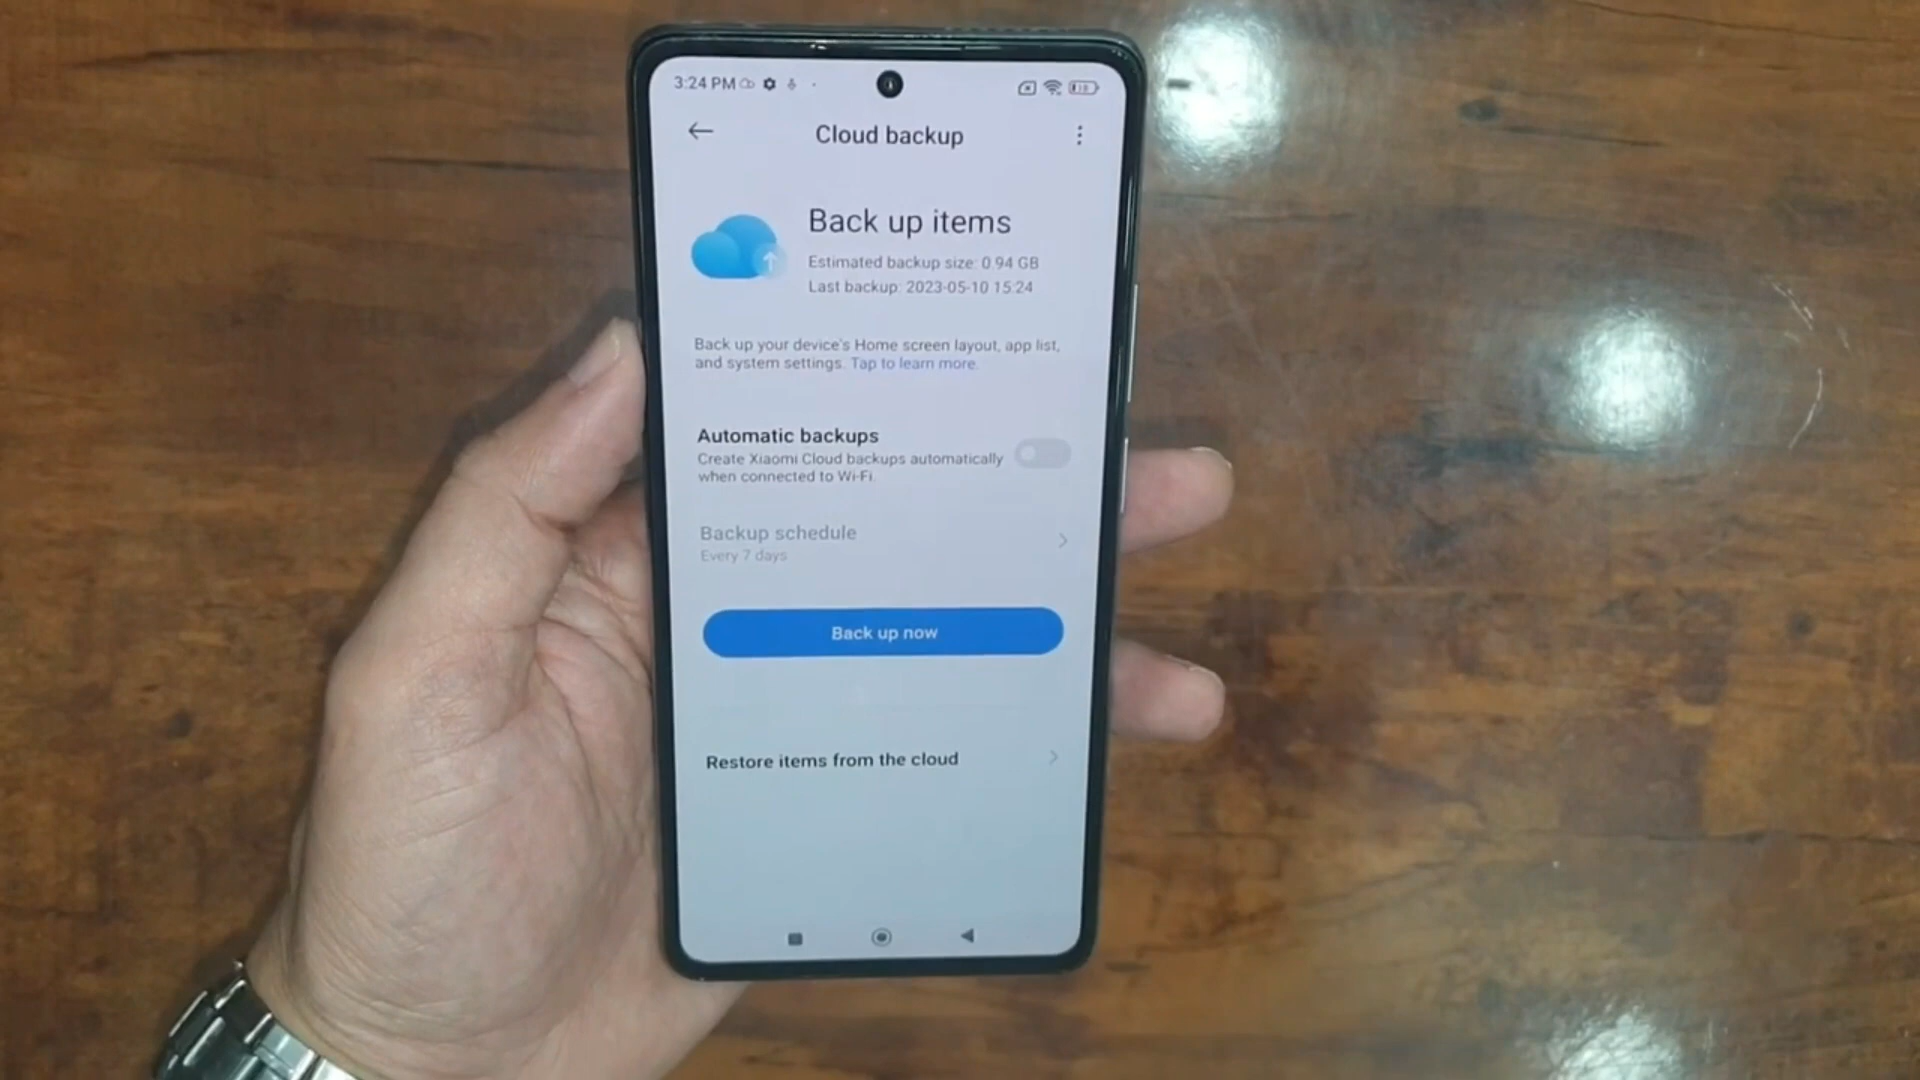 3:24 PM
Cloud backup
Back up items
Estimated backup size: 0.94 GB
Last backup: 2023-05-10 15:24
Back up your device's Home screen layout, app list,
and system settings. Tap to learn more.
Automatic backups
Create Xiaomi Cloud backups automatically
when connected to Wi-Fi.
Backup schedule
Every 7 days
Back up now
Restore items from the cloud